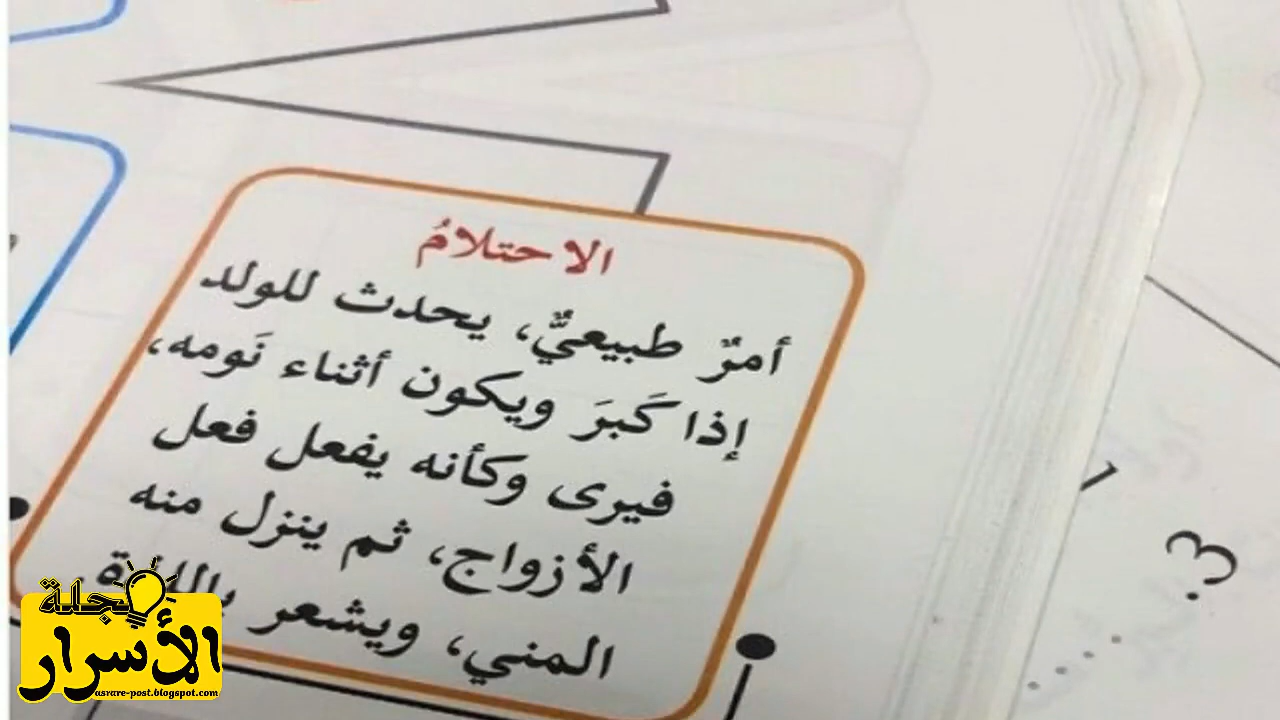 الاحتلامُ
أمرٌ طبيعيٌّ، يحدث للولد
إذا كَبرَ ويكون أثناء نَومه،
فيرى وكأنه يفعل فعل
الأزواج، ثم ينزل منه
المني، ويشعر
3.
مجلة
الأسرار
asrare-post.blogspot.com